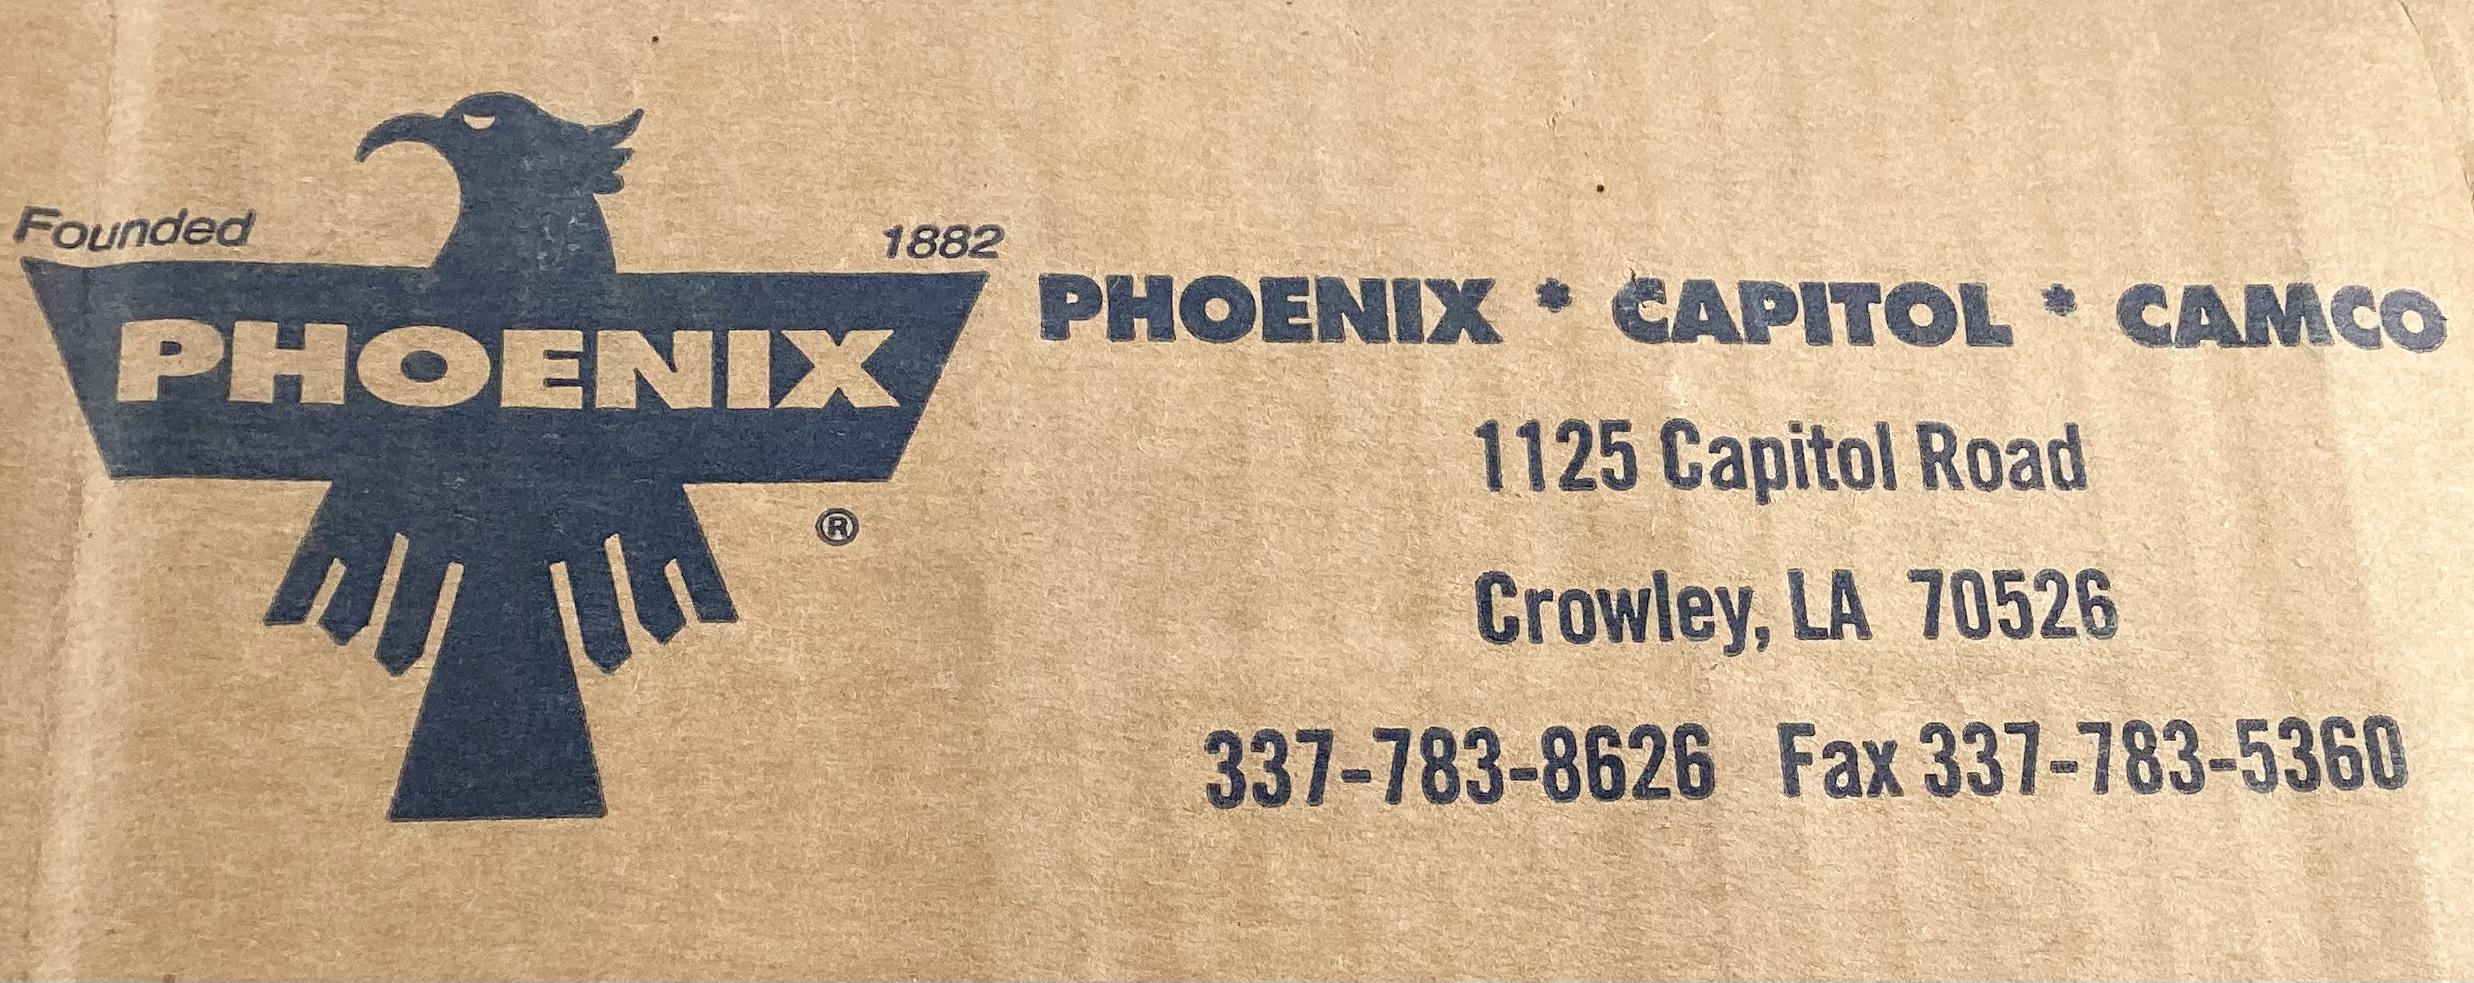 Founded 1882
PHOENIX
®
PHOENIX * CAPITOL * CAMCO
1125 Capitol Road
Crowley, LA 70526
337-783-8626 Fax 337-783-5360